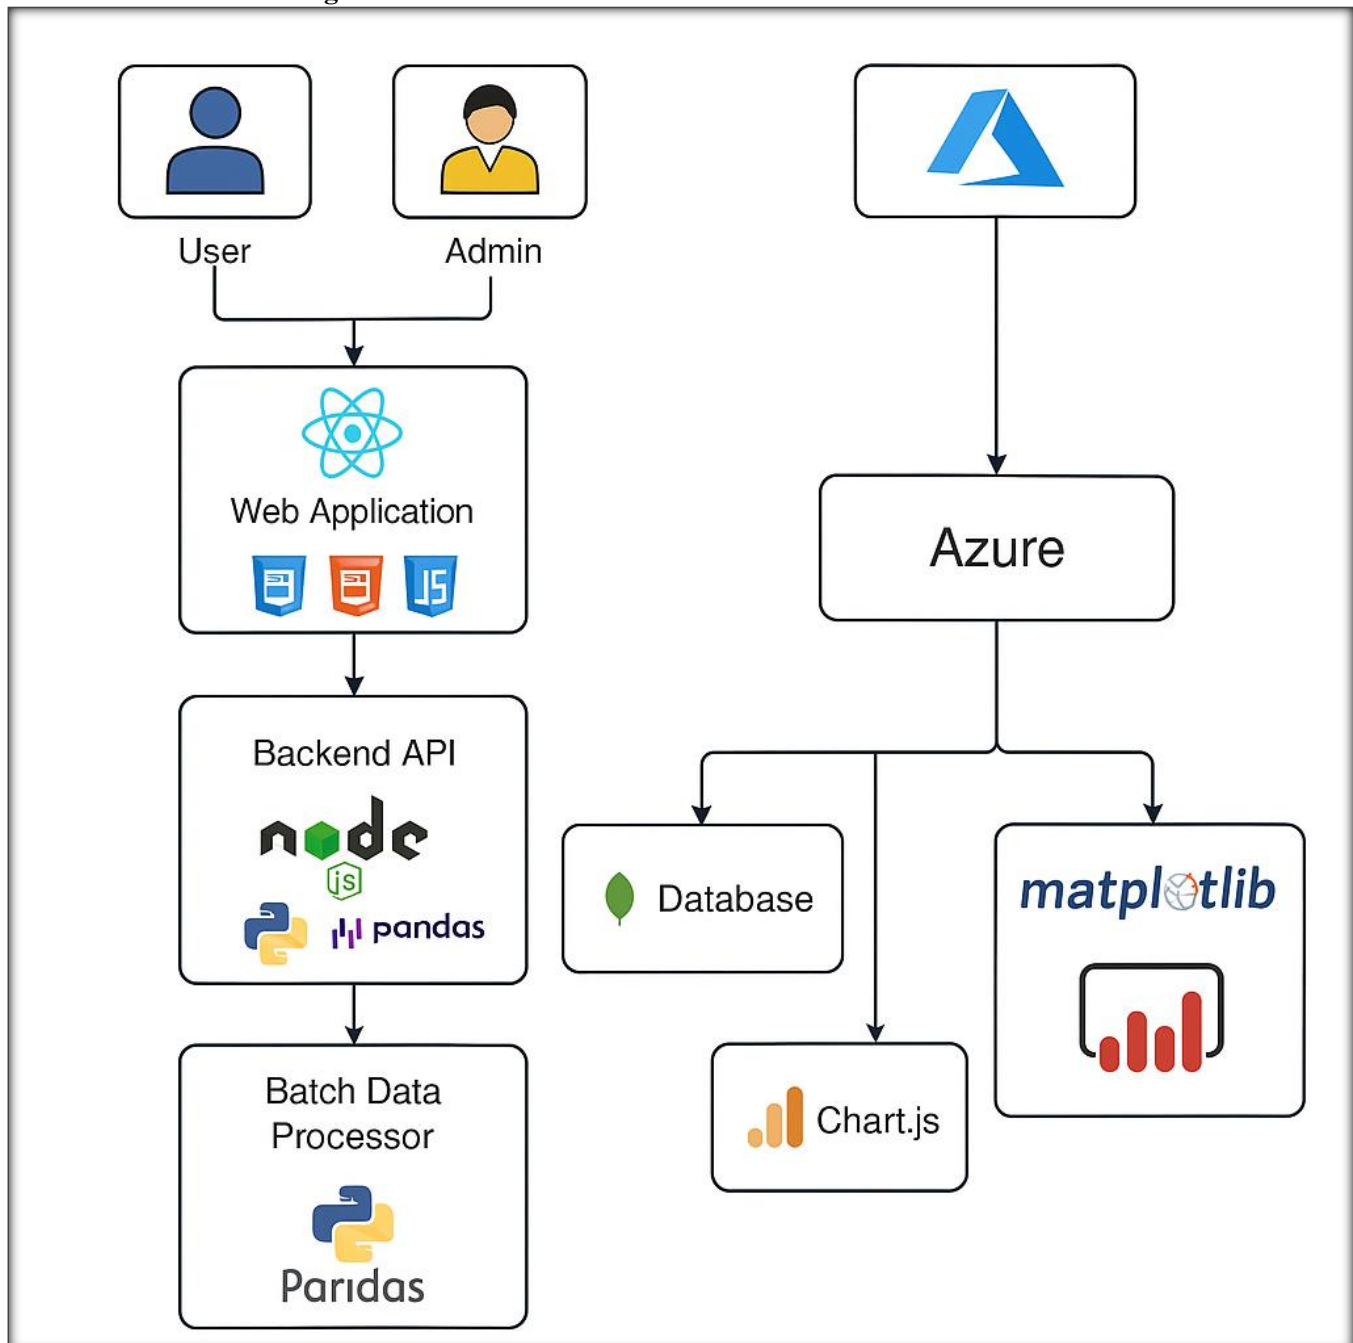 User
Admin
Web Application
JS
Backend API
node
js
pandas
Batch Data
Processor
Parıdas
Azure
Database
matplotlib
Chart.js